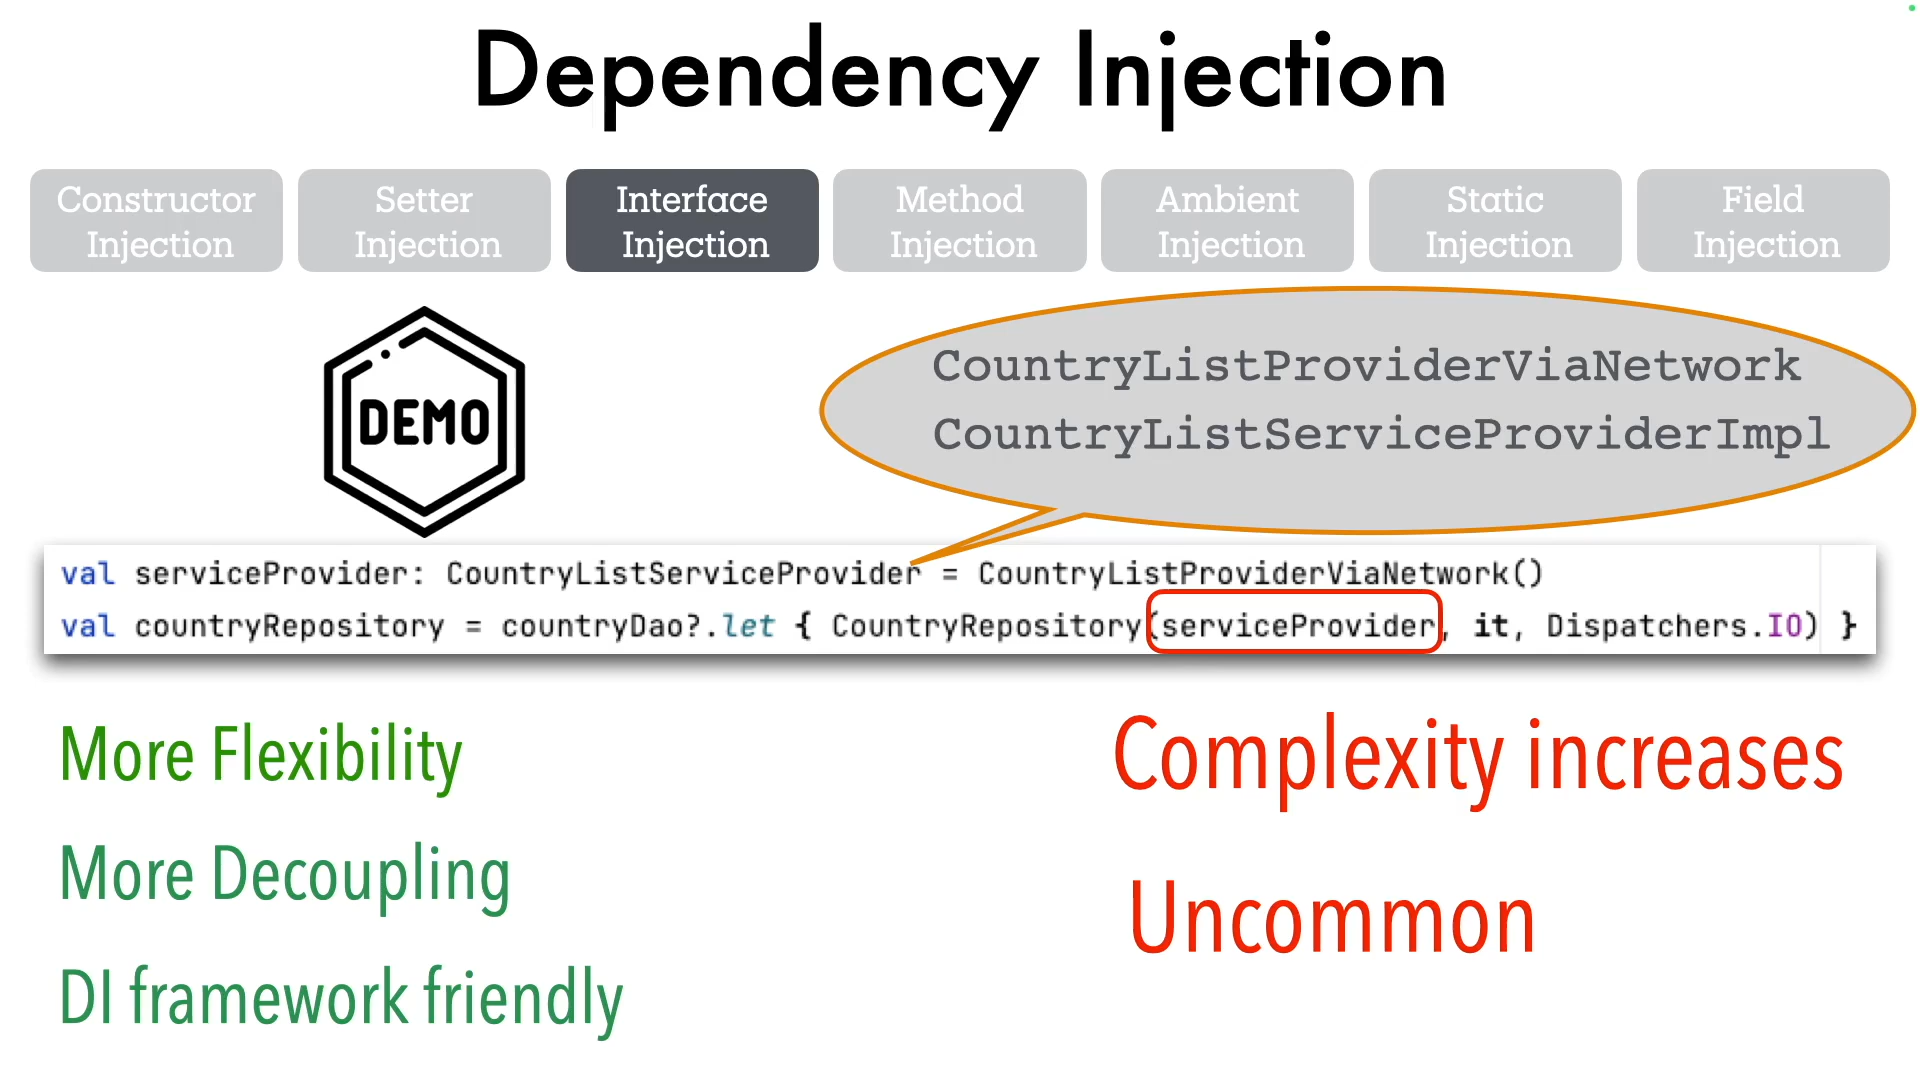 Dependency Injection
Constructor
Injection
Setter
Injection
Interface
Injection
Method
Injection
Ambient
Injection
Static
Injection
Field
Injection
DEMO
CountryListProviderViaNetwork
CountryListServiceProviderImpl
val serviceProvider: CountryListServiceProvider = CountryListProviderViaNetwork()
val countryRepository = countryDao?.let { CountryRepository(serviceProvider, it, Dispatchers.IO) }
More Flexibility
More Decoupling
DI framework friendly
Complexity increases
Uncommon